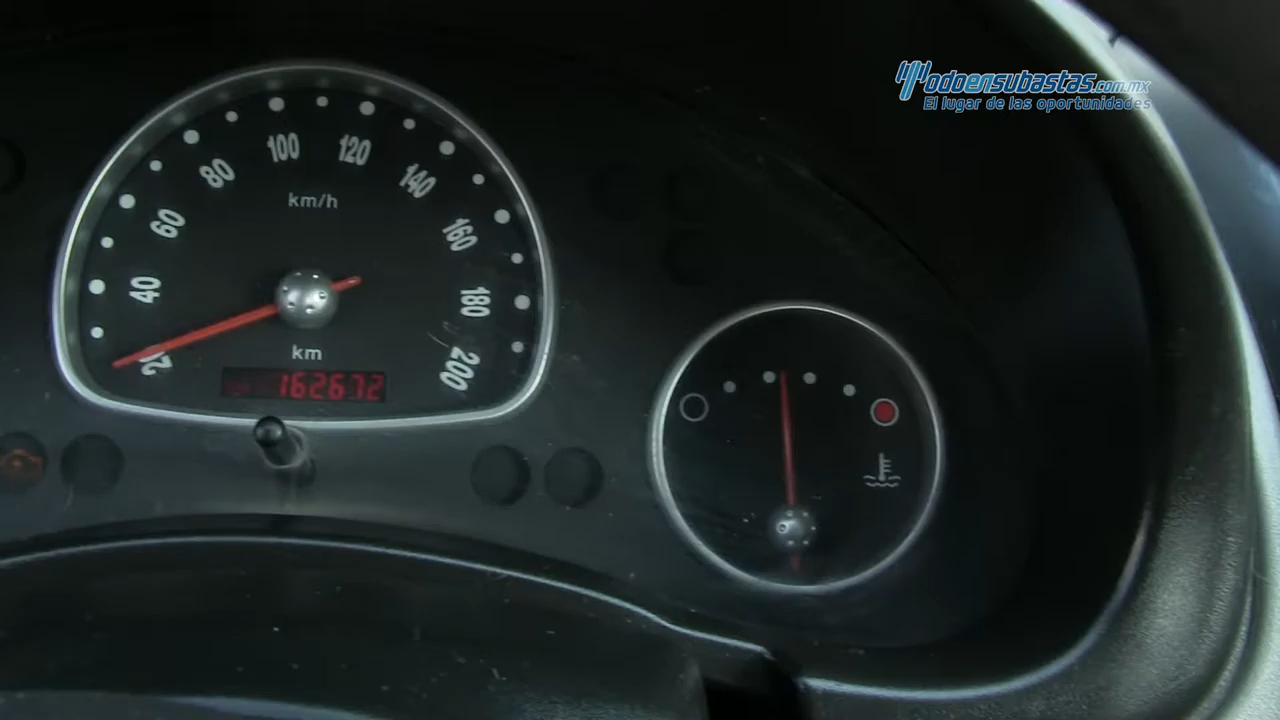 Todoensubastas.com.mx
El lugar de las oportunidades
20
40
60
80
100
120
140
160
180
200
km/h
km
162672